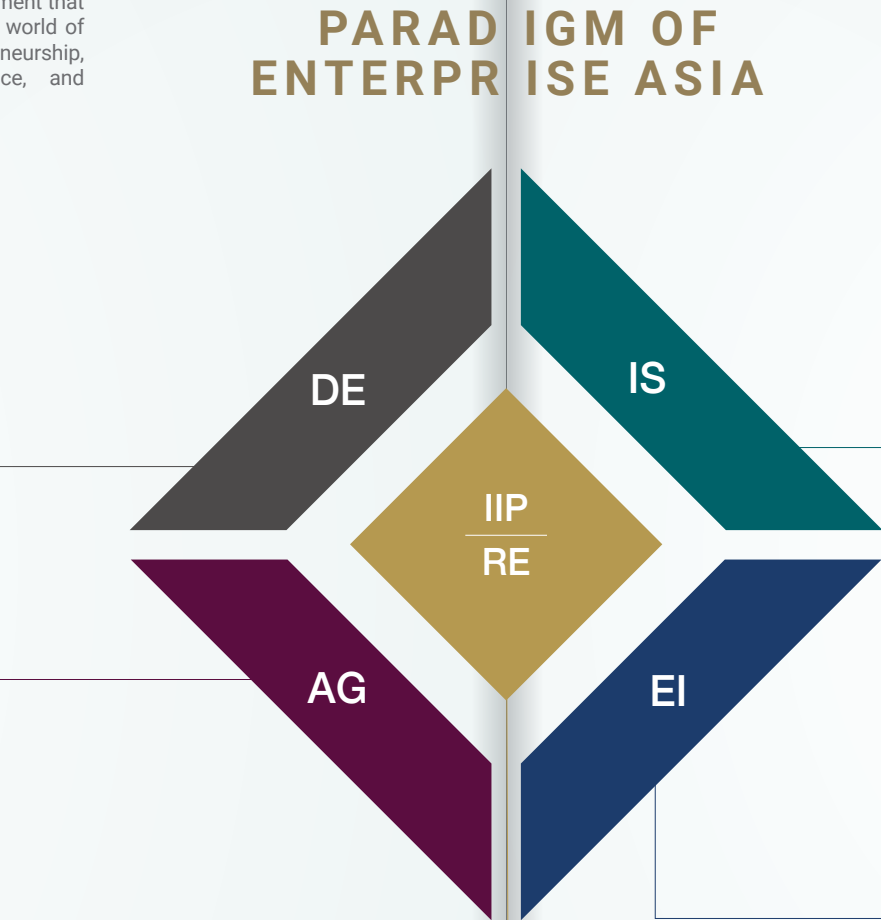 ment that
world of
neurship,
ce, and
PARADIGM OF
ENTERPRISE ASIA
DE
IS
IIP
RE
AG
EI